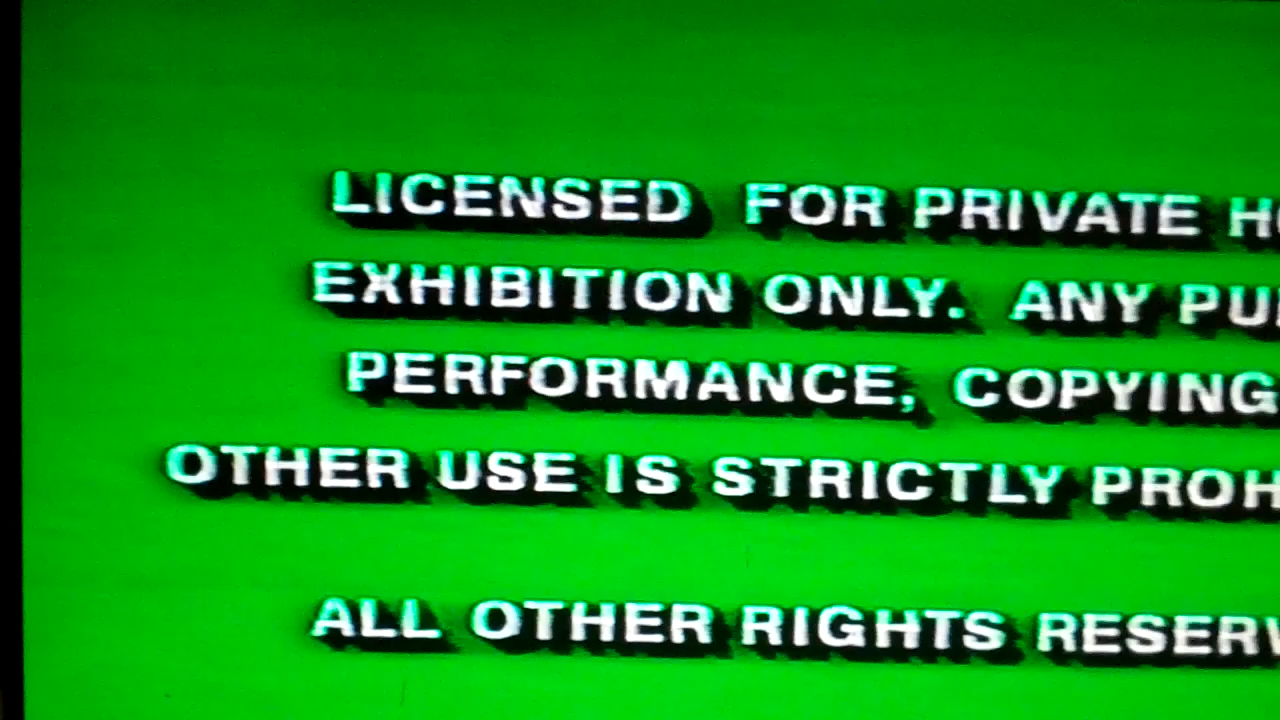 LICENSED FOR PRIVATE
EXHIBITION ONLY. ANY
PERFORMANCE, COPYING
OTHER USE IS STRICTLY
ALL OTHER RIGHTS